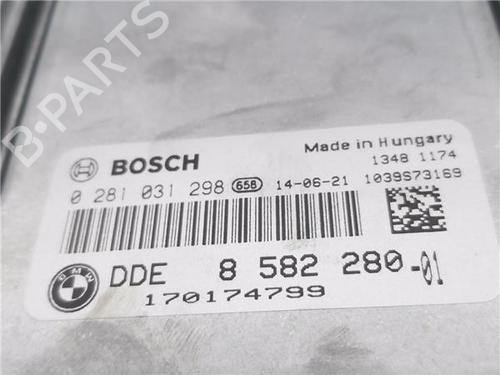 B-PARTS
BOSCH
Made in Hungary
1348 1174
0 281 031 298 658 14-06-21 1039S73169
BMW
DDE 8 582 280-01
170174799